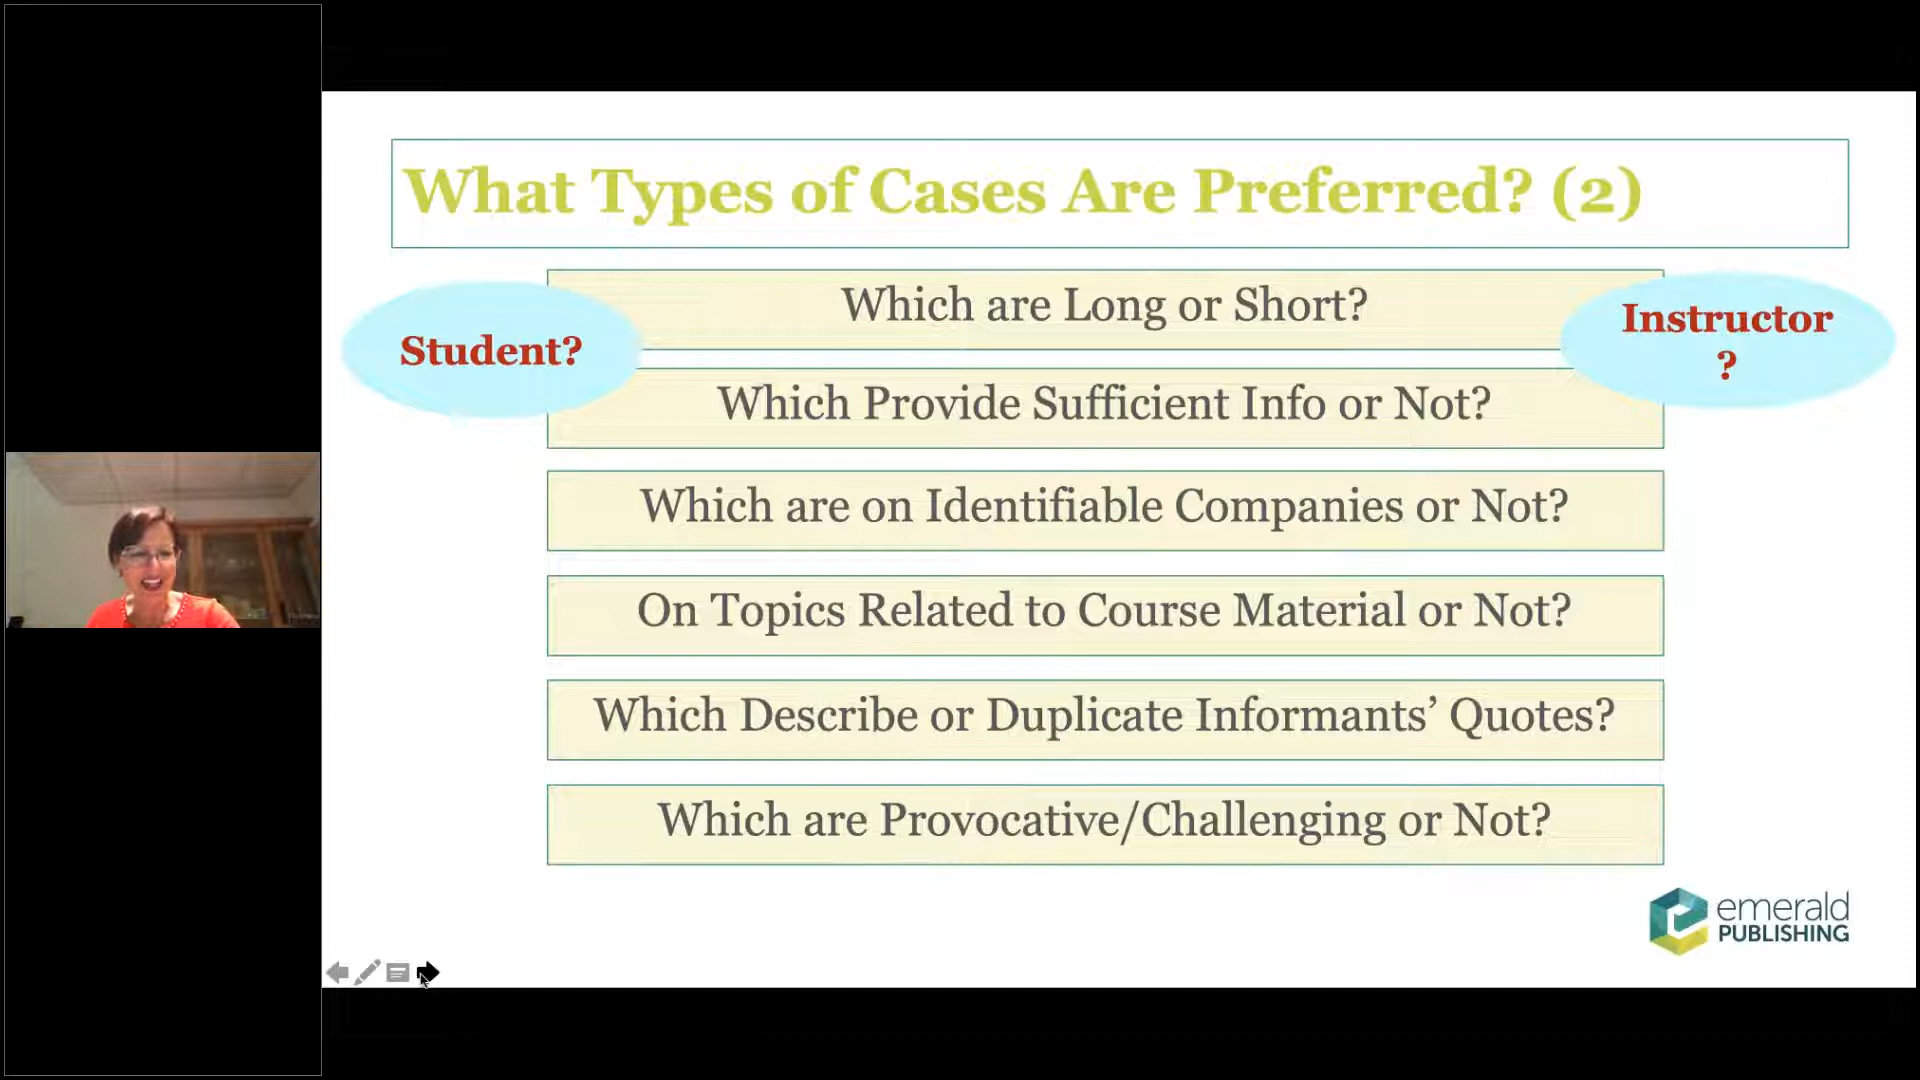 What Types of Cases Are Preferred? (2)
Student?
Instructor
?
Which are Long or Short?
Which Provide Sufficient Info or Not?
Which are on Identifiable Companies or Not?
On Topics Related to Course Material or Not?
Which Describe or Duplicate Informants’ Quotes?
Which are Provocative/Challenging or Not?
emerald
PUBLISHING